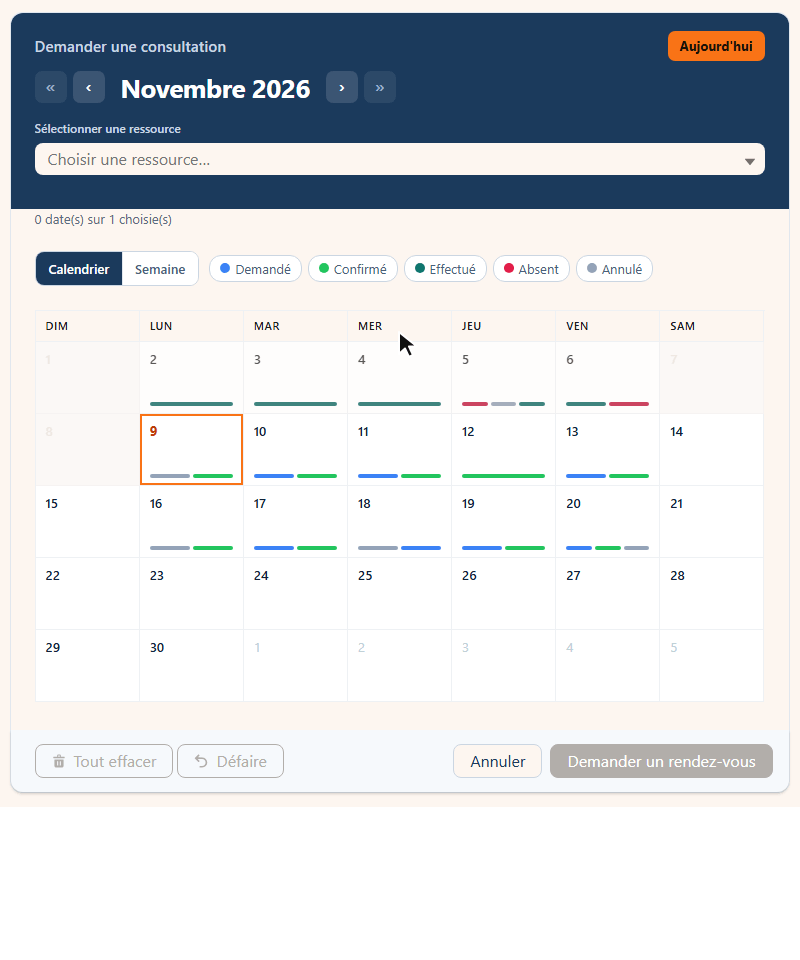 Demander une consultation
Aujourd'hui
« ‹ Novembre 2026 › »
Sélectionner une ressource
Choisir une ressource...
0 date(s) sur 1 choisie(s)
Calendrier Semaine Demandé Confirmé Effectué Absent Annulé
DIM LUN MAR MER JEU VEN SAM
1 2 3 4 5 6 7
8 9 10 11 12 13 14
15 16 17 18 19 20 21
22 23 24 25 26 27 28
29 30 1 2 3 4 5
Tout effacer Défaire Annuler Demander un rendez-vous